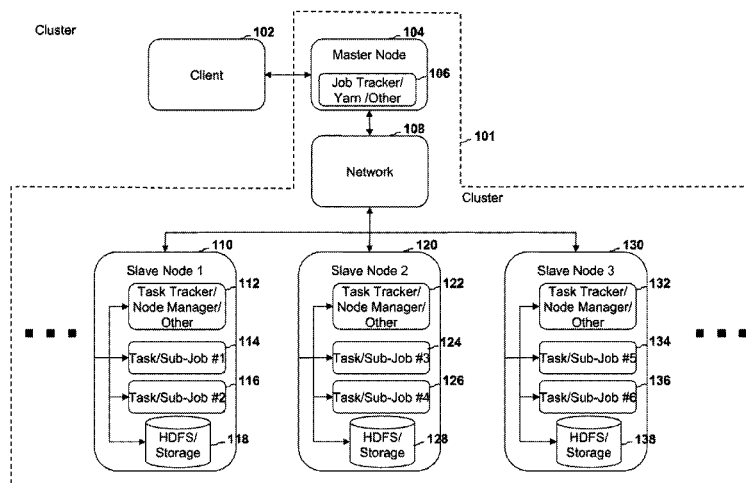 Cluster
102
104
Client
Master Node
106
Job Tracker/
Yarn /Other
108
101
Network
Cluster
110
120
130
Slave Node 1
Slave Node 2
Slave Node 3
112
122
132
Task Tracker/
Node Manager/
Other
Task Tracker/
Node Manager/
Other
Task Tracker/
Node Manager/
Other
114
124
134
Task/Sub-Job #1
Task/Sub-Job #3
Task/Sub-Job #5
116
126
136
Task/Sub-Job #2
Task/Sub-Job #4
Task/Sub-Job #6
HDFS/
Storage
118
HDFS/
Storage
128
HDFS/
Storage
138